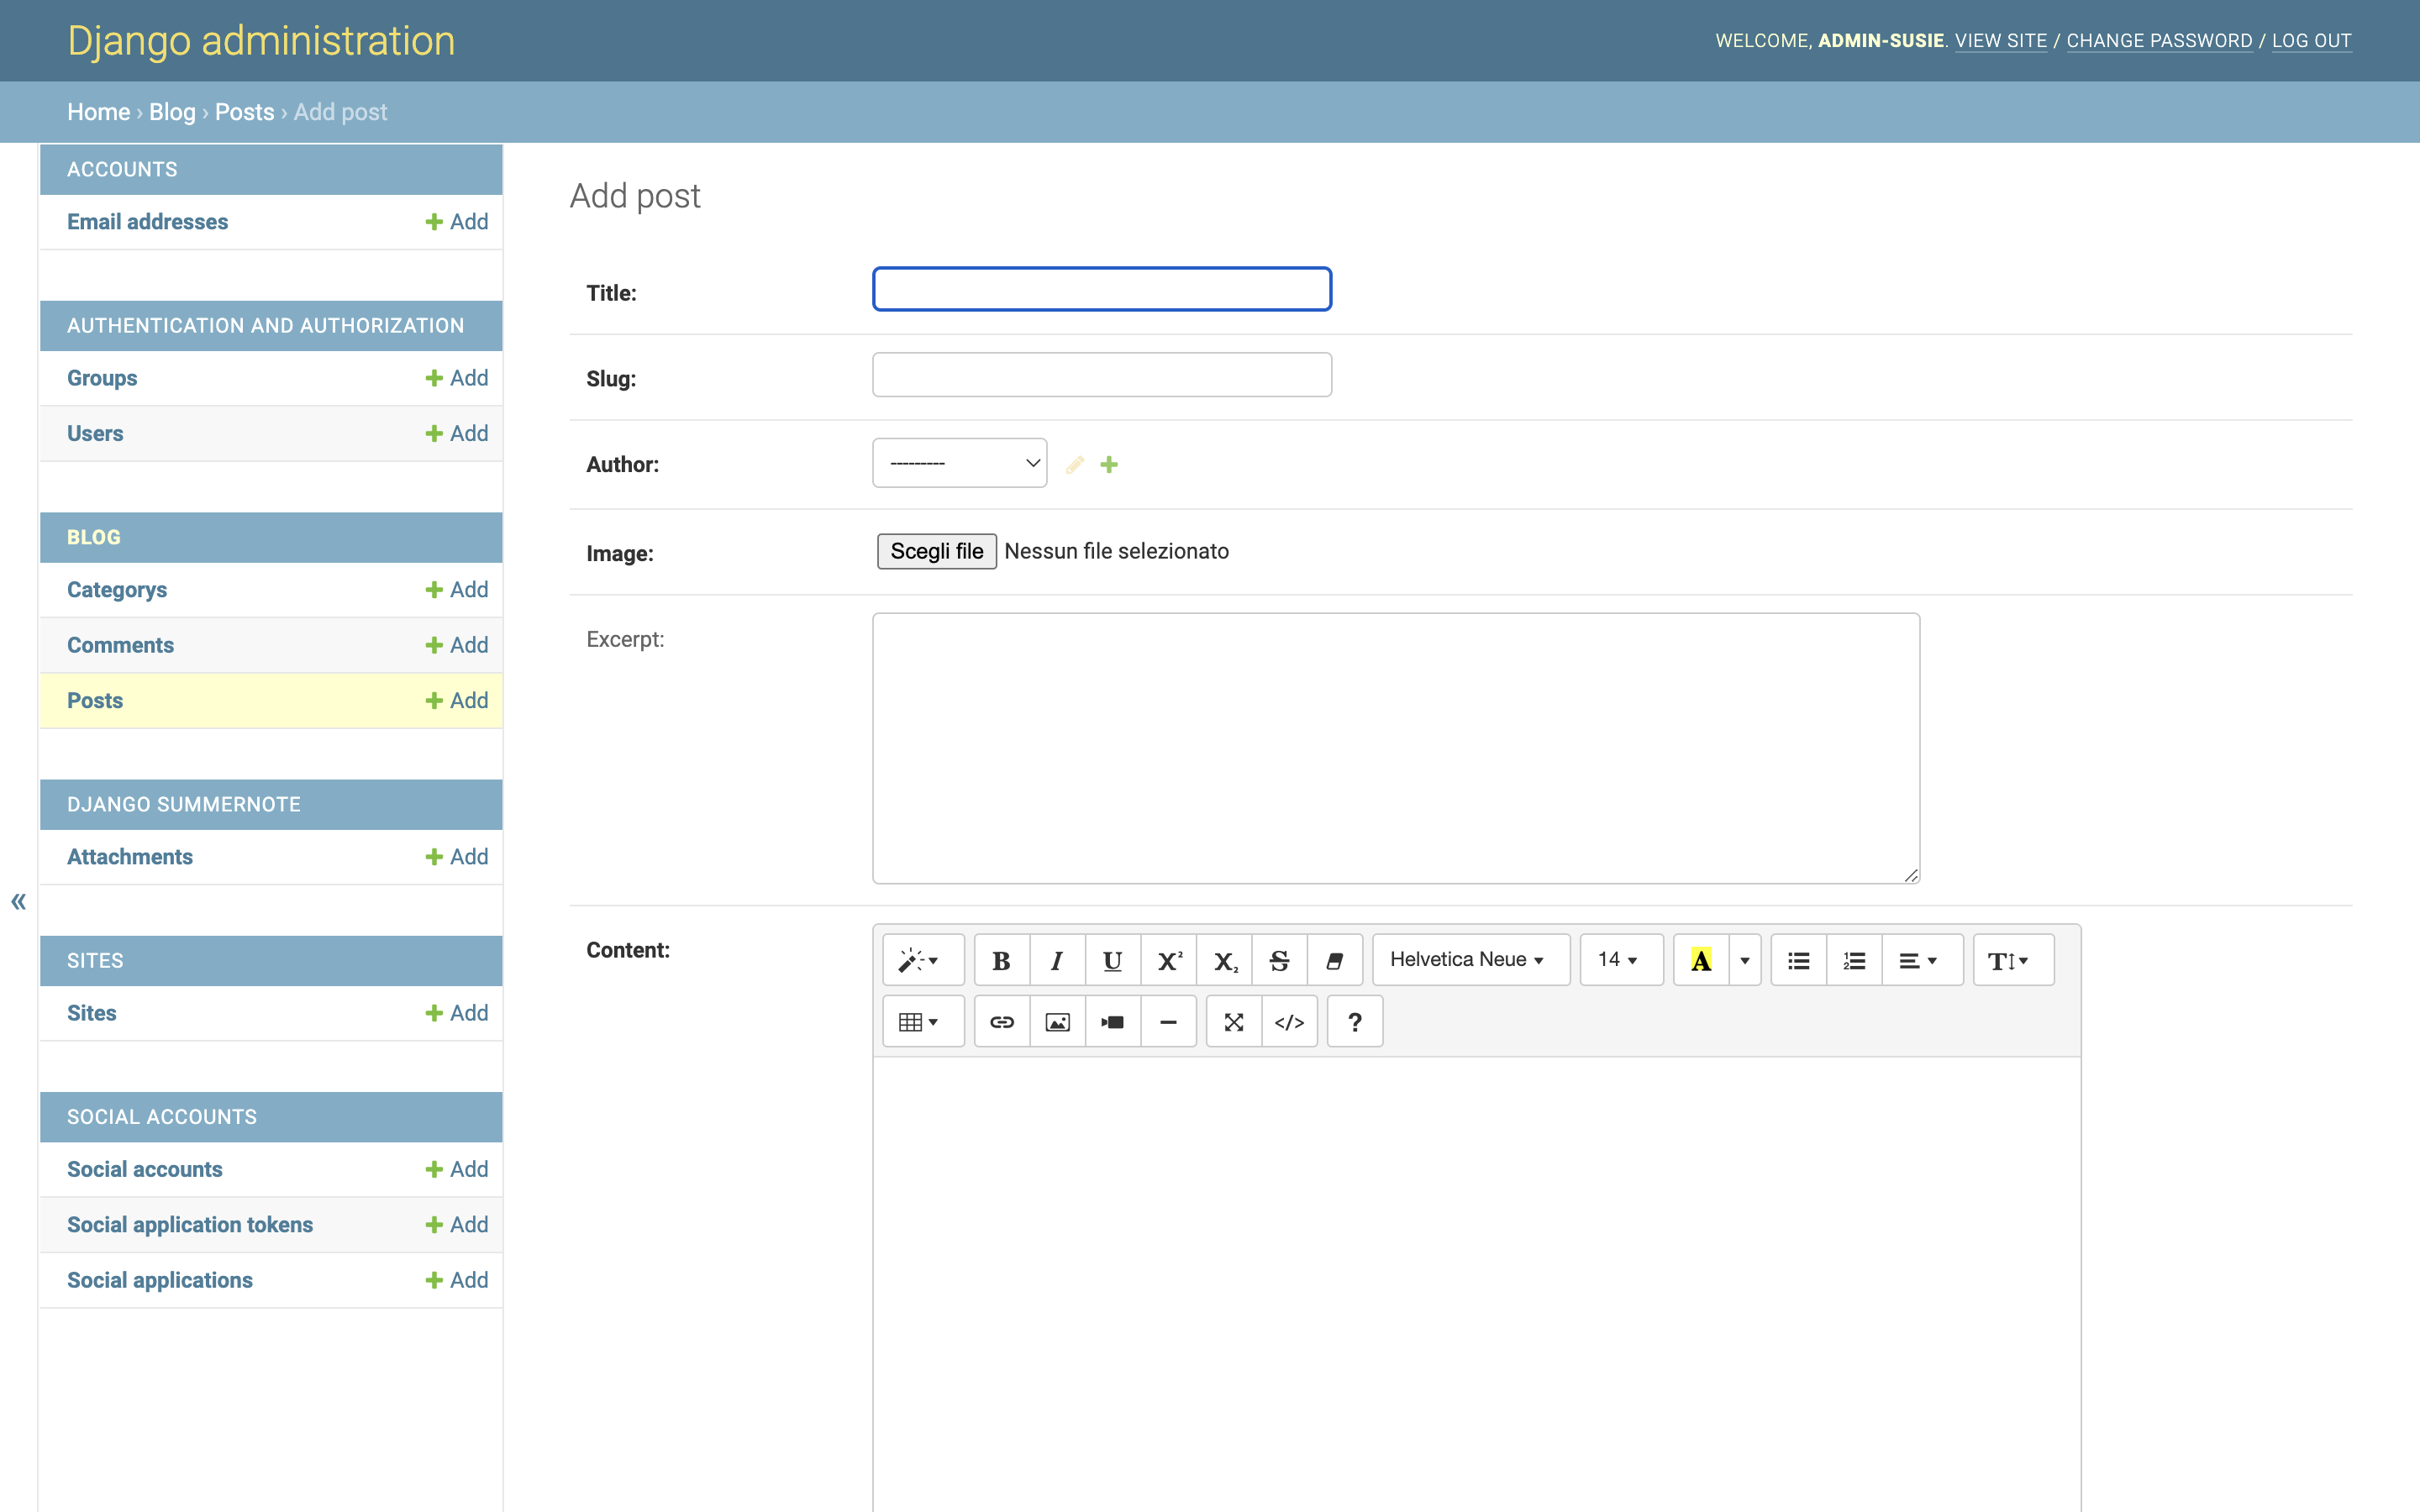 Django administration
WELCOME, ADMIN-SUSIE. VIEW SITE / CHANGE PASSWORD / LOG OUT
Home › Blog › Posts › Add post
ACCOUNTS
Email addresses + Add
AUTHENTICATION AND AUTHORIZATION
Groups + Add
Users + Add
BLOG
Categorys + Add
Comments + Add
Posts + Add
DJANGO SUMMERNOTE
Attachments + Add
«
SITES
Sites + Add
SOCIAL ACCOUNTS
Social accounts + Add
Social application tokens + Add
Social applications + Add
Add post
Title:
Slug:
Author: ---------
Image: Scegli file Nessun file selezionato
Excerpt:
Content:
B I U X² X₂ S Helvetica Neue 14 A T
</> ?